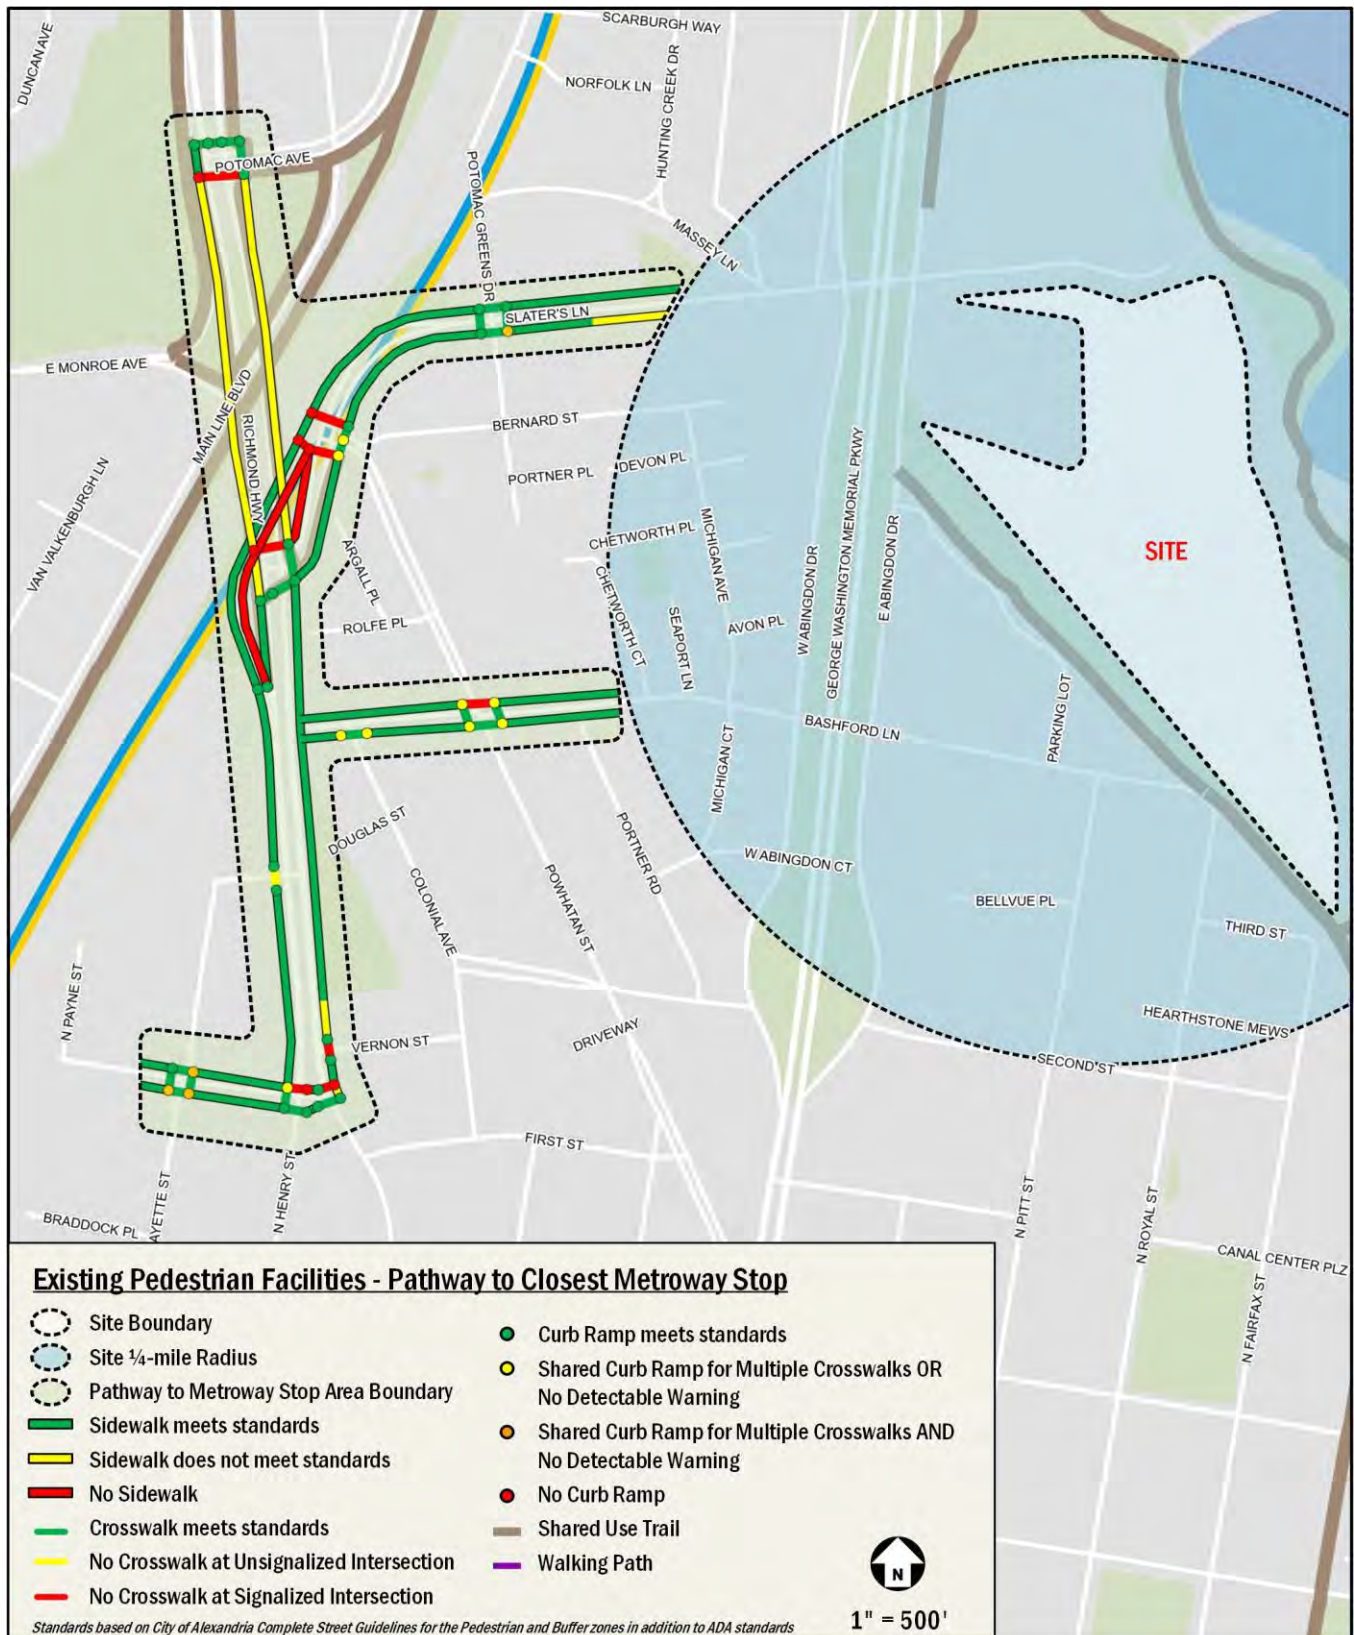 SCARBURGH WAY
DUNCAN AVE
NORFOLK LN
HUNTING CREEK DR
POTOMAC AVE
POTOMAC GREENS DR
MASSEY LN
SLATER'S LN
E MONROE AVE
MAIN LINE BLVD
RICHMOND HWY
BERNARD ST
PORTNER PL
DEVON PL
VAN VALKENBURGH LN
CHETWORTH PL
MICHIGAN AVE
ARGALL PL
CHETWORTH CT
SEAPORT LN
AVON PL
ROLFE PL
W ABINGDON DR
GEORGE WASHINGTON MEMORIAL PKWY
E ABINGDON DR
SITE
PARKING LOT
BASHFORD LN
MICHIGAN CT
DOUGLAS ST
PORTNER RD
W ABINGDON CT
COLONIAL AVE
POWHATAN ST
BELLVUE PL
THIRD ST
N PAYNE ST
VERNON ST
DRIVEWAY
HEARTHSTONE MEWS
SECOND ST
FIRST ST
AYETTE ST
N HENRY ST
BRADDOCK PL
N PITT ST
N ROYAL ST
CANAL CENTER PLZ
N FAIRFAX ST
Existing Pedestrian Facilities - Pathway to Closest Metroway Stop
Site Boundary
Site ¼-mile Radius
Pathway to Metroway Stop Area Boundary
Sidewalk meets standards
Sidewalk does not meet standards
No Sidewalk
Crosswalk meets standards
No Crosswalk at Unsignalized Intersection
No Crosswalk at Signalized Intersection
Curb Ramp meets standards
Shared Curb Ramp for Multiple Crosswalks OR
No Detectable Warning
Shared Curb Ramp for Multiple Crosswalks AND
No Detectable Warning
No Curb Ramp
Shared Use Trail
Walking Path
N
1" = 500'
Standards based on City of Alexandria Complete Street Guidelines for the Pedestrian and Buffer zones in addition to ADA standards